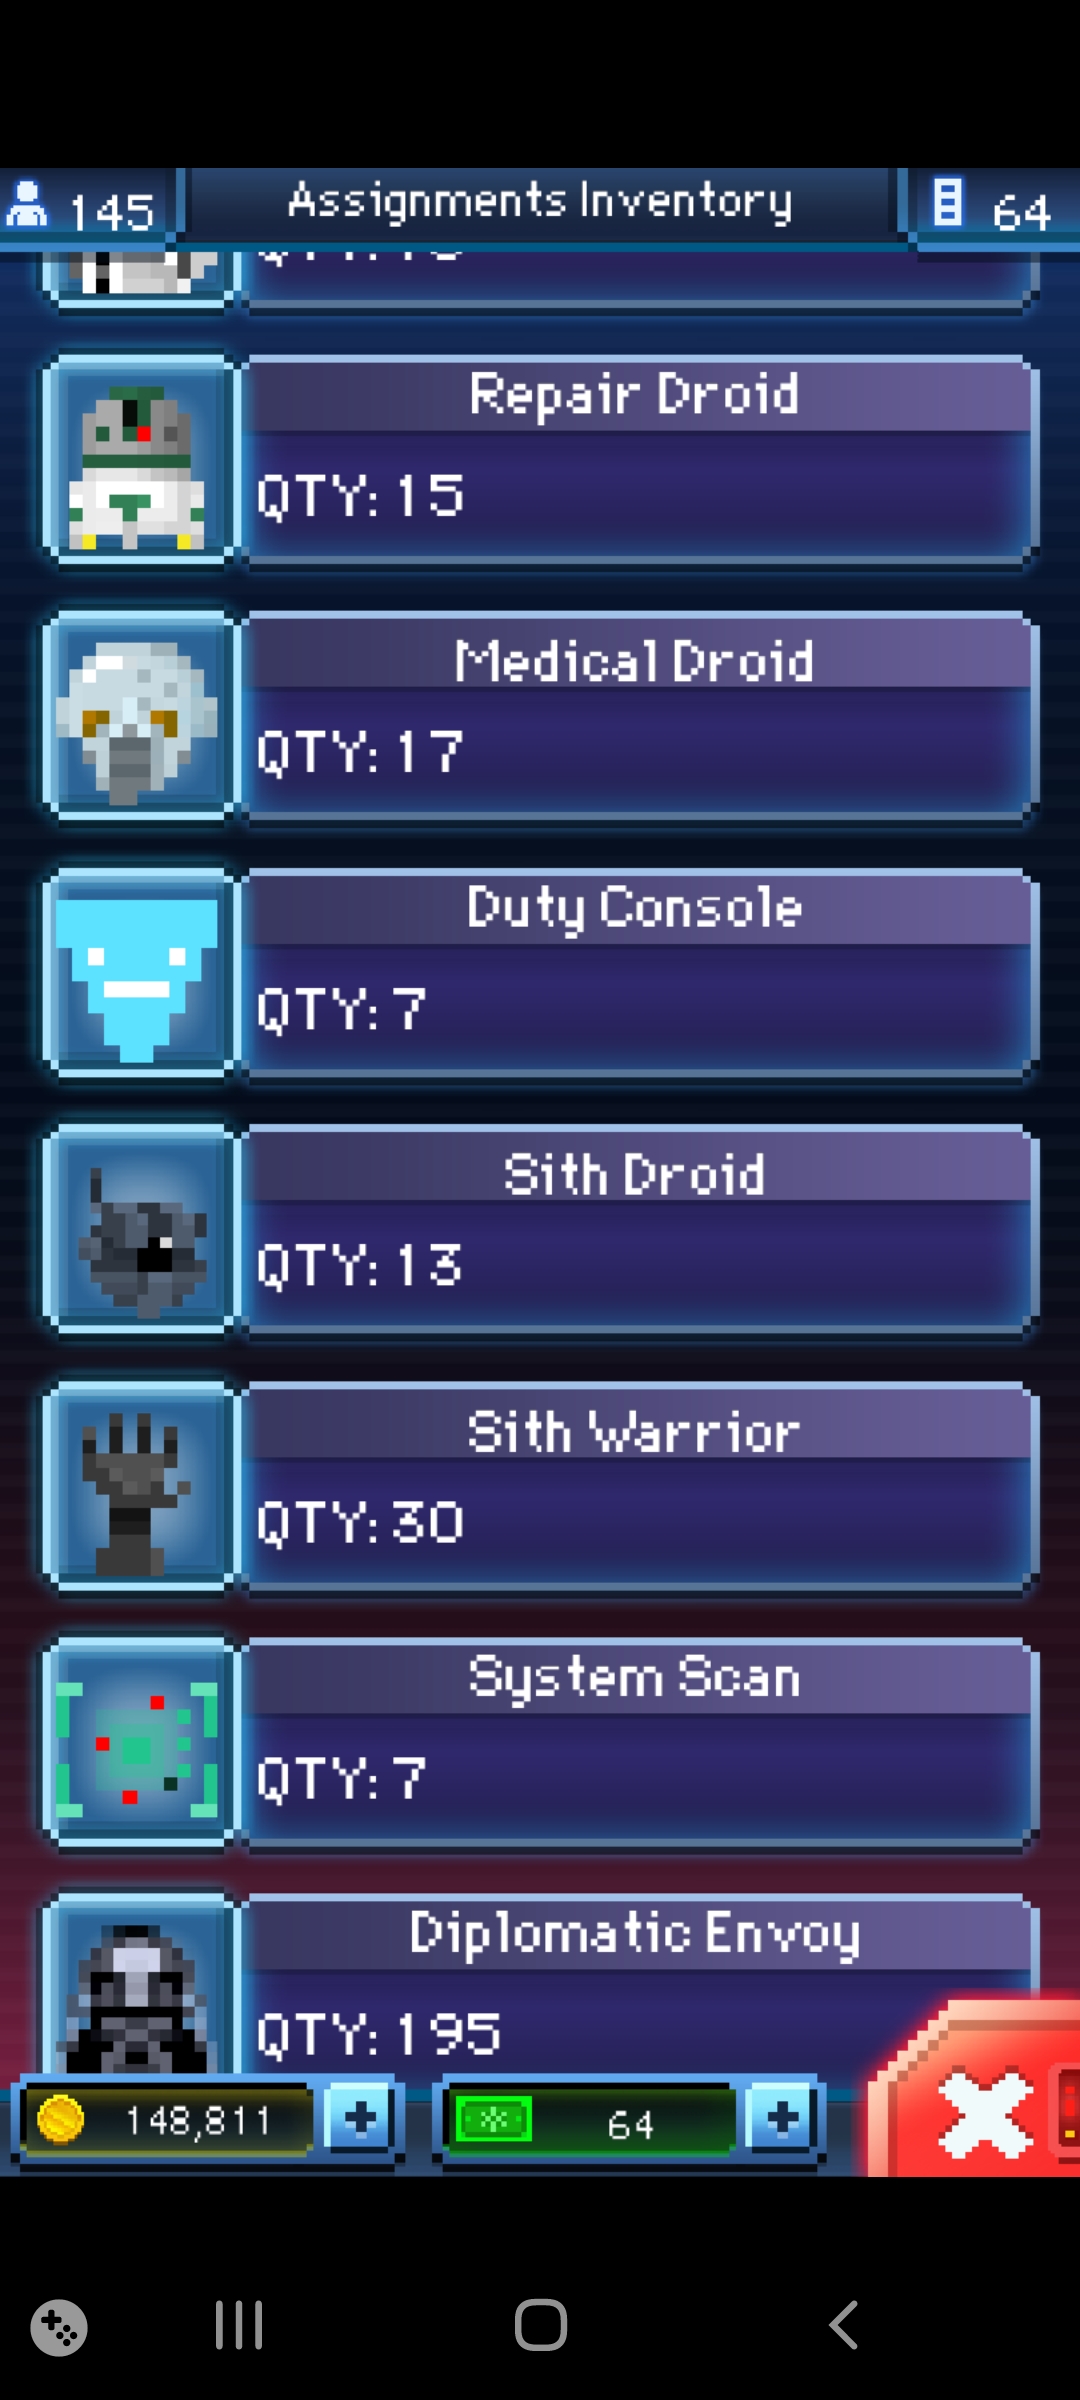 145
Assignments Inventory
64
Repair Droid
QTY: 15
Medical Droid
QTY: 17
Duty Console
QTY: 7
Sith Droid
QTY: 13
Sith Warrior
QTY: 30
System Scan
QTY: 7
Diplomatic Envoy
QTY: 195
148,811
64